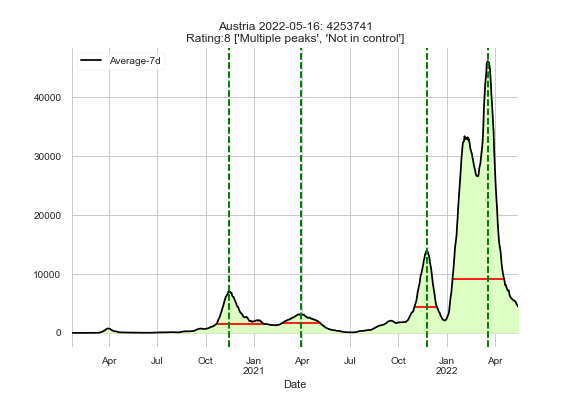 Austria 2022-05-16: 4253741
Rating:8 ['Multiple peaks', 'Not in control']
Average-7d
40000
30000
20000
10000
0
Apr Jul Oct Jan Apr Jul Oct Jan Apr
2021 2022
Date